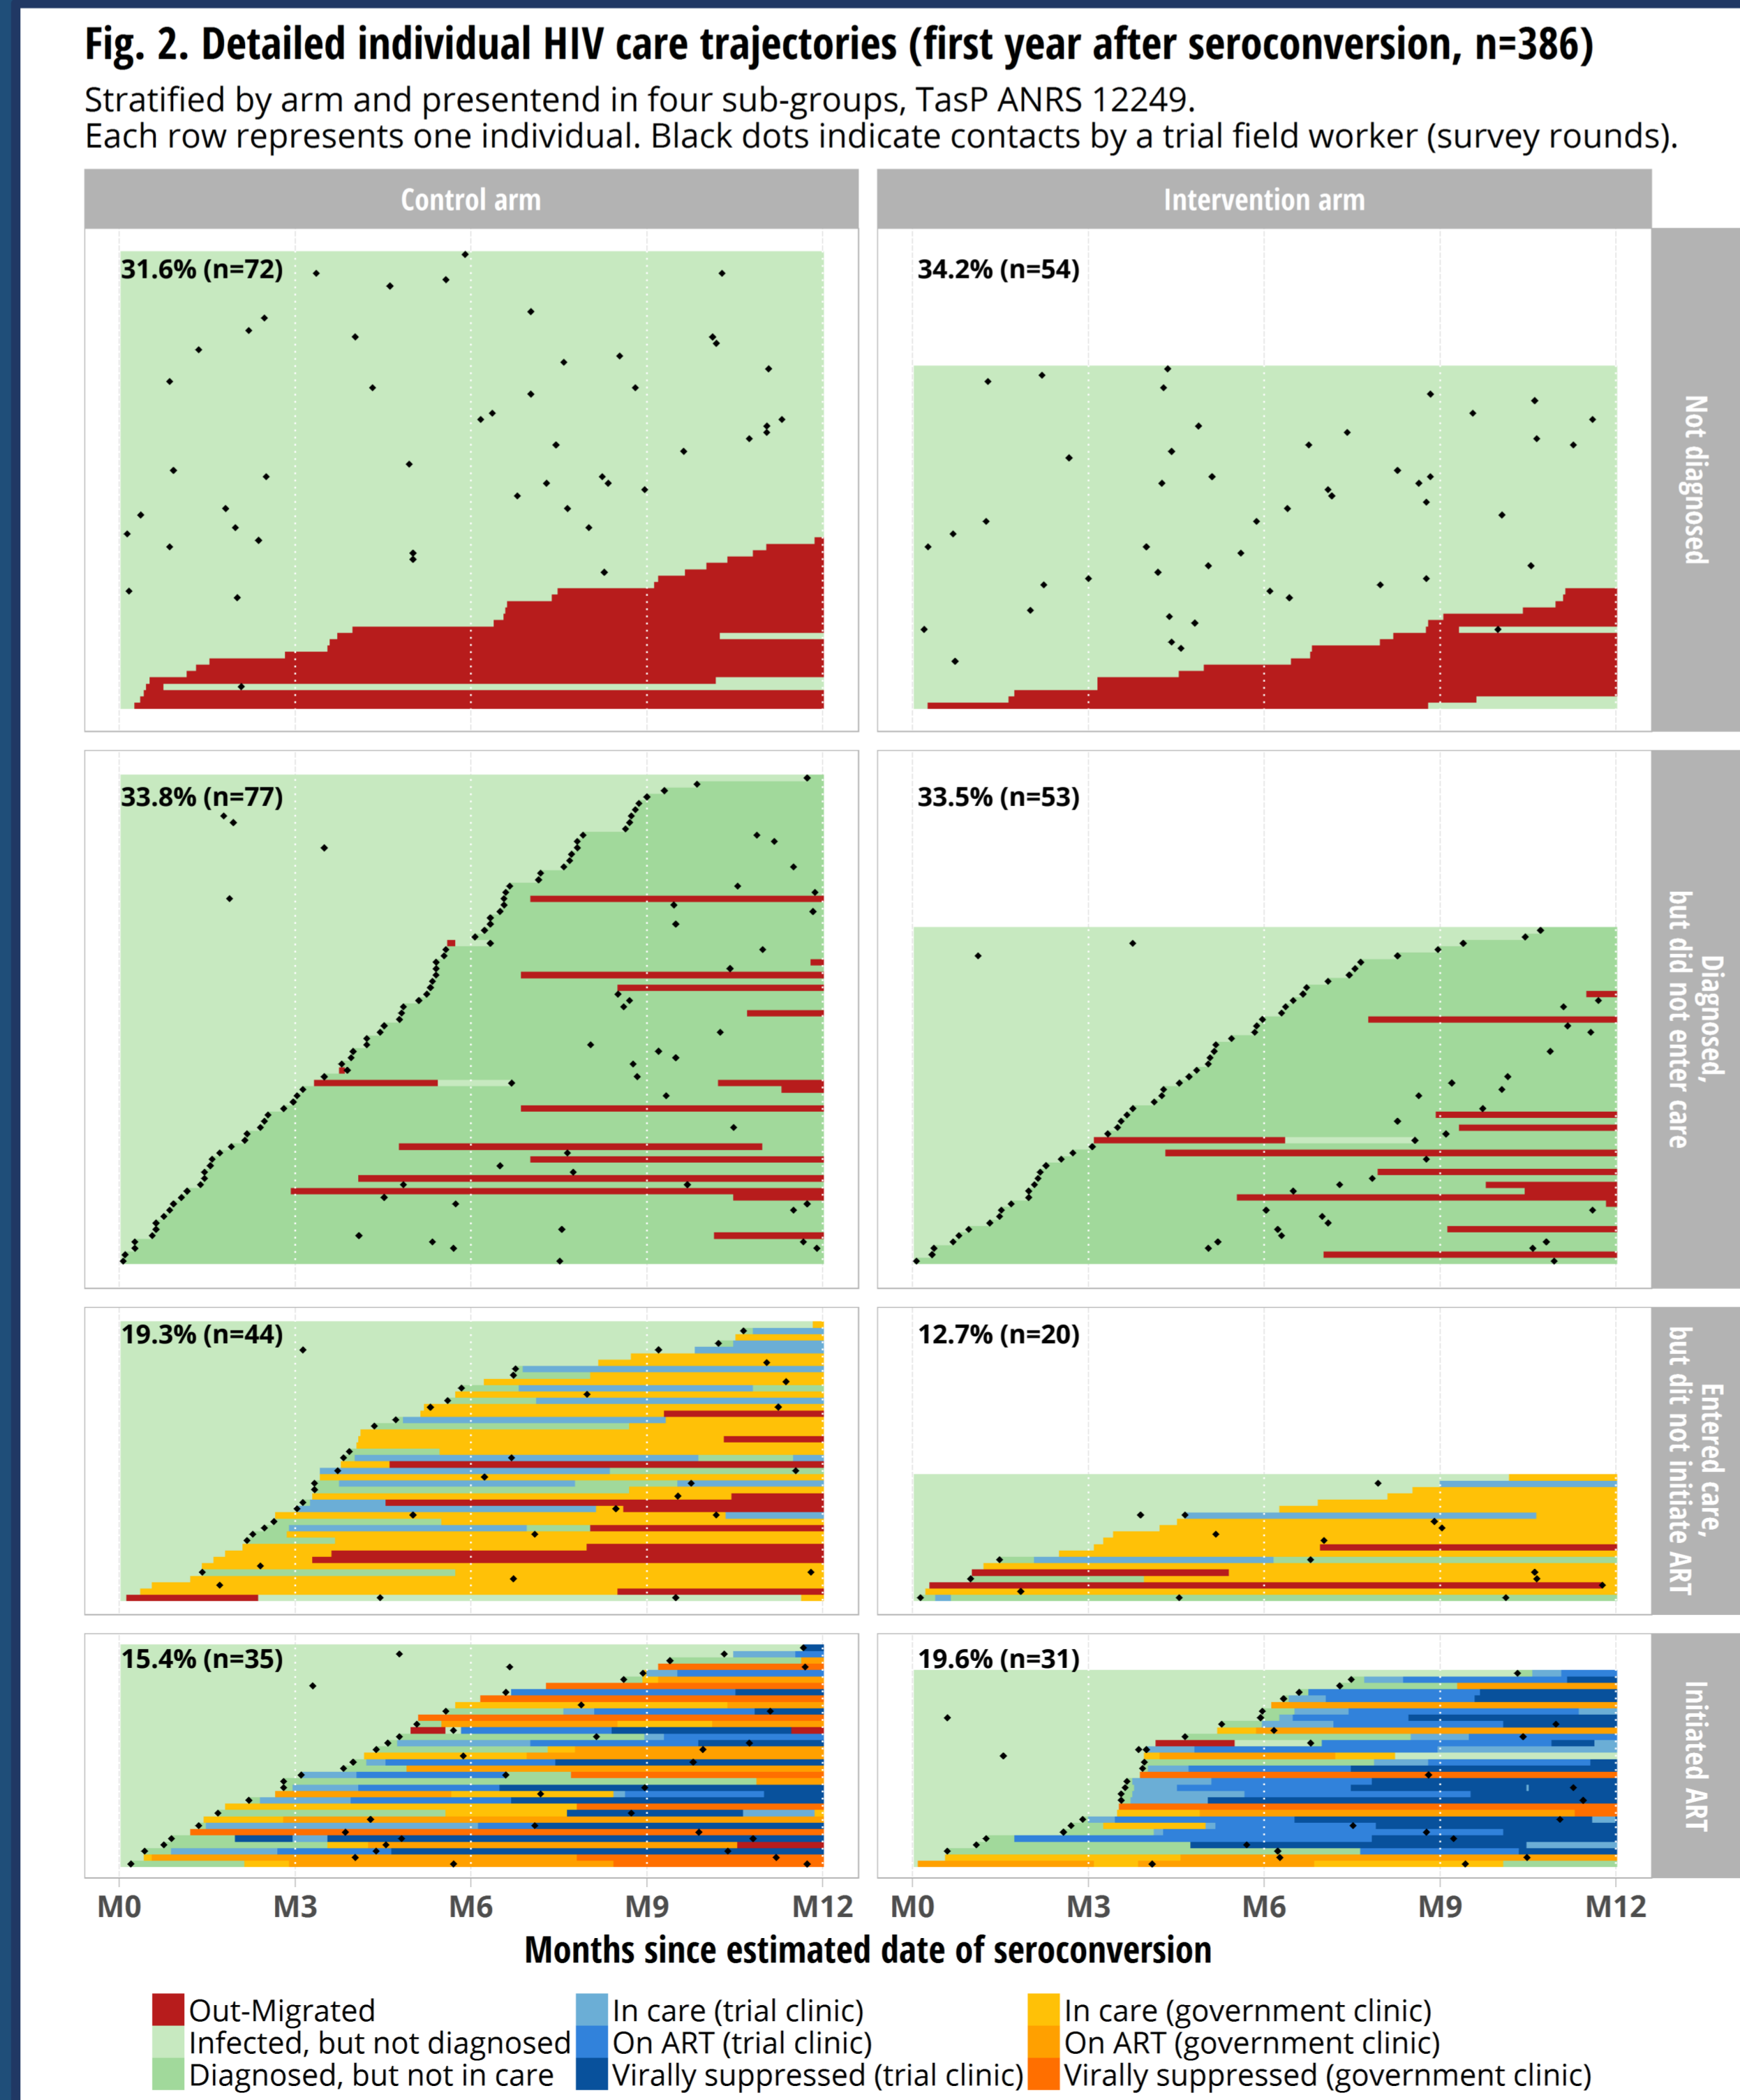 Fig. 2. Detailed individual HIV care trajectories (first year after seroconversion, n=386)
Stratified by arm and presentend in four sub-groups, TasP ANRS 12249.
Each row represents one individual. Black dots indicate contacts by a trial field worker (survey rounds).
Control arm
Intervention arm
31.6% (n=72)
34.2% (n=54)
Not diagnosed
33.8% (n=77)
33.5% (n=53)
Diagnosed,
but did not enter care
19.3% (n=44)
12.7% (n=20)
Entered care,
but dit not initiate ART
15.4% (n=35)
19.6% (n=31)
Initiated ART
M0 M3 M6 M9 M12 M0 M3 M6 M9 M12
Months since estimated date of seroconversion
Out-Migrated
Infected, but not diagnosed
Diagnosed, but not in care
In care (trial clinic)
On ART (trial clinic)
Virally suppressed (trial clinic)
In care (government clinic)
On ART (government clinic)
Virally suppressed (government clinic)